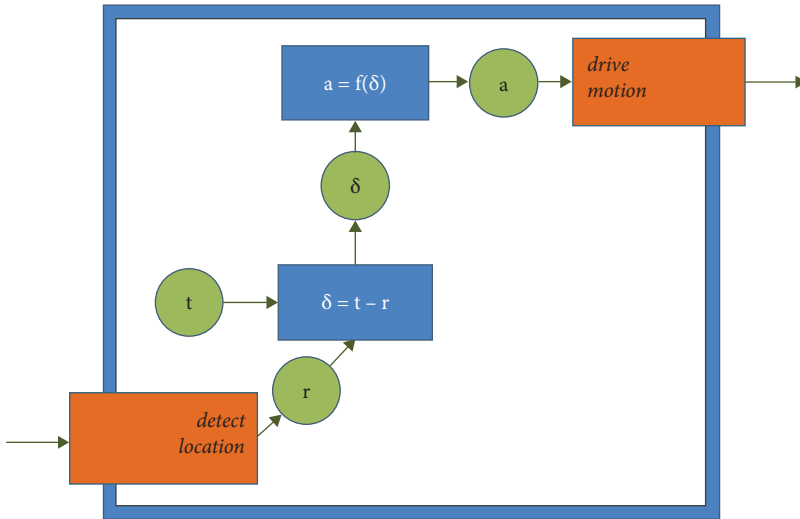 a = f(δ)
a
drive
motion
δ
t
δ = t – r
r
detect
location